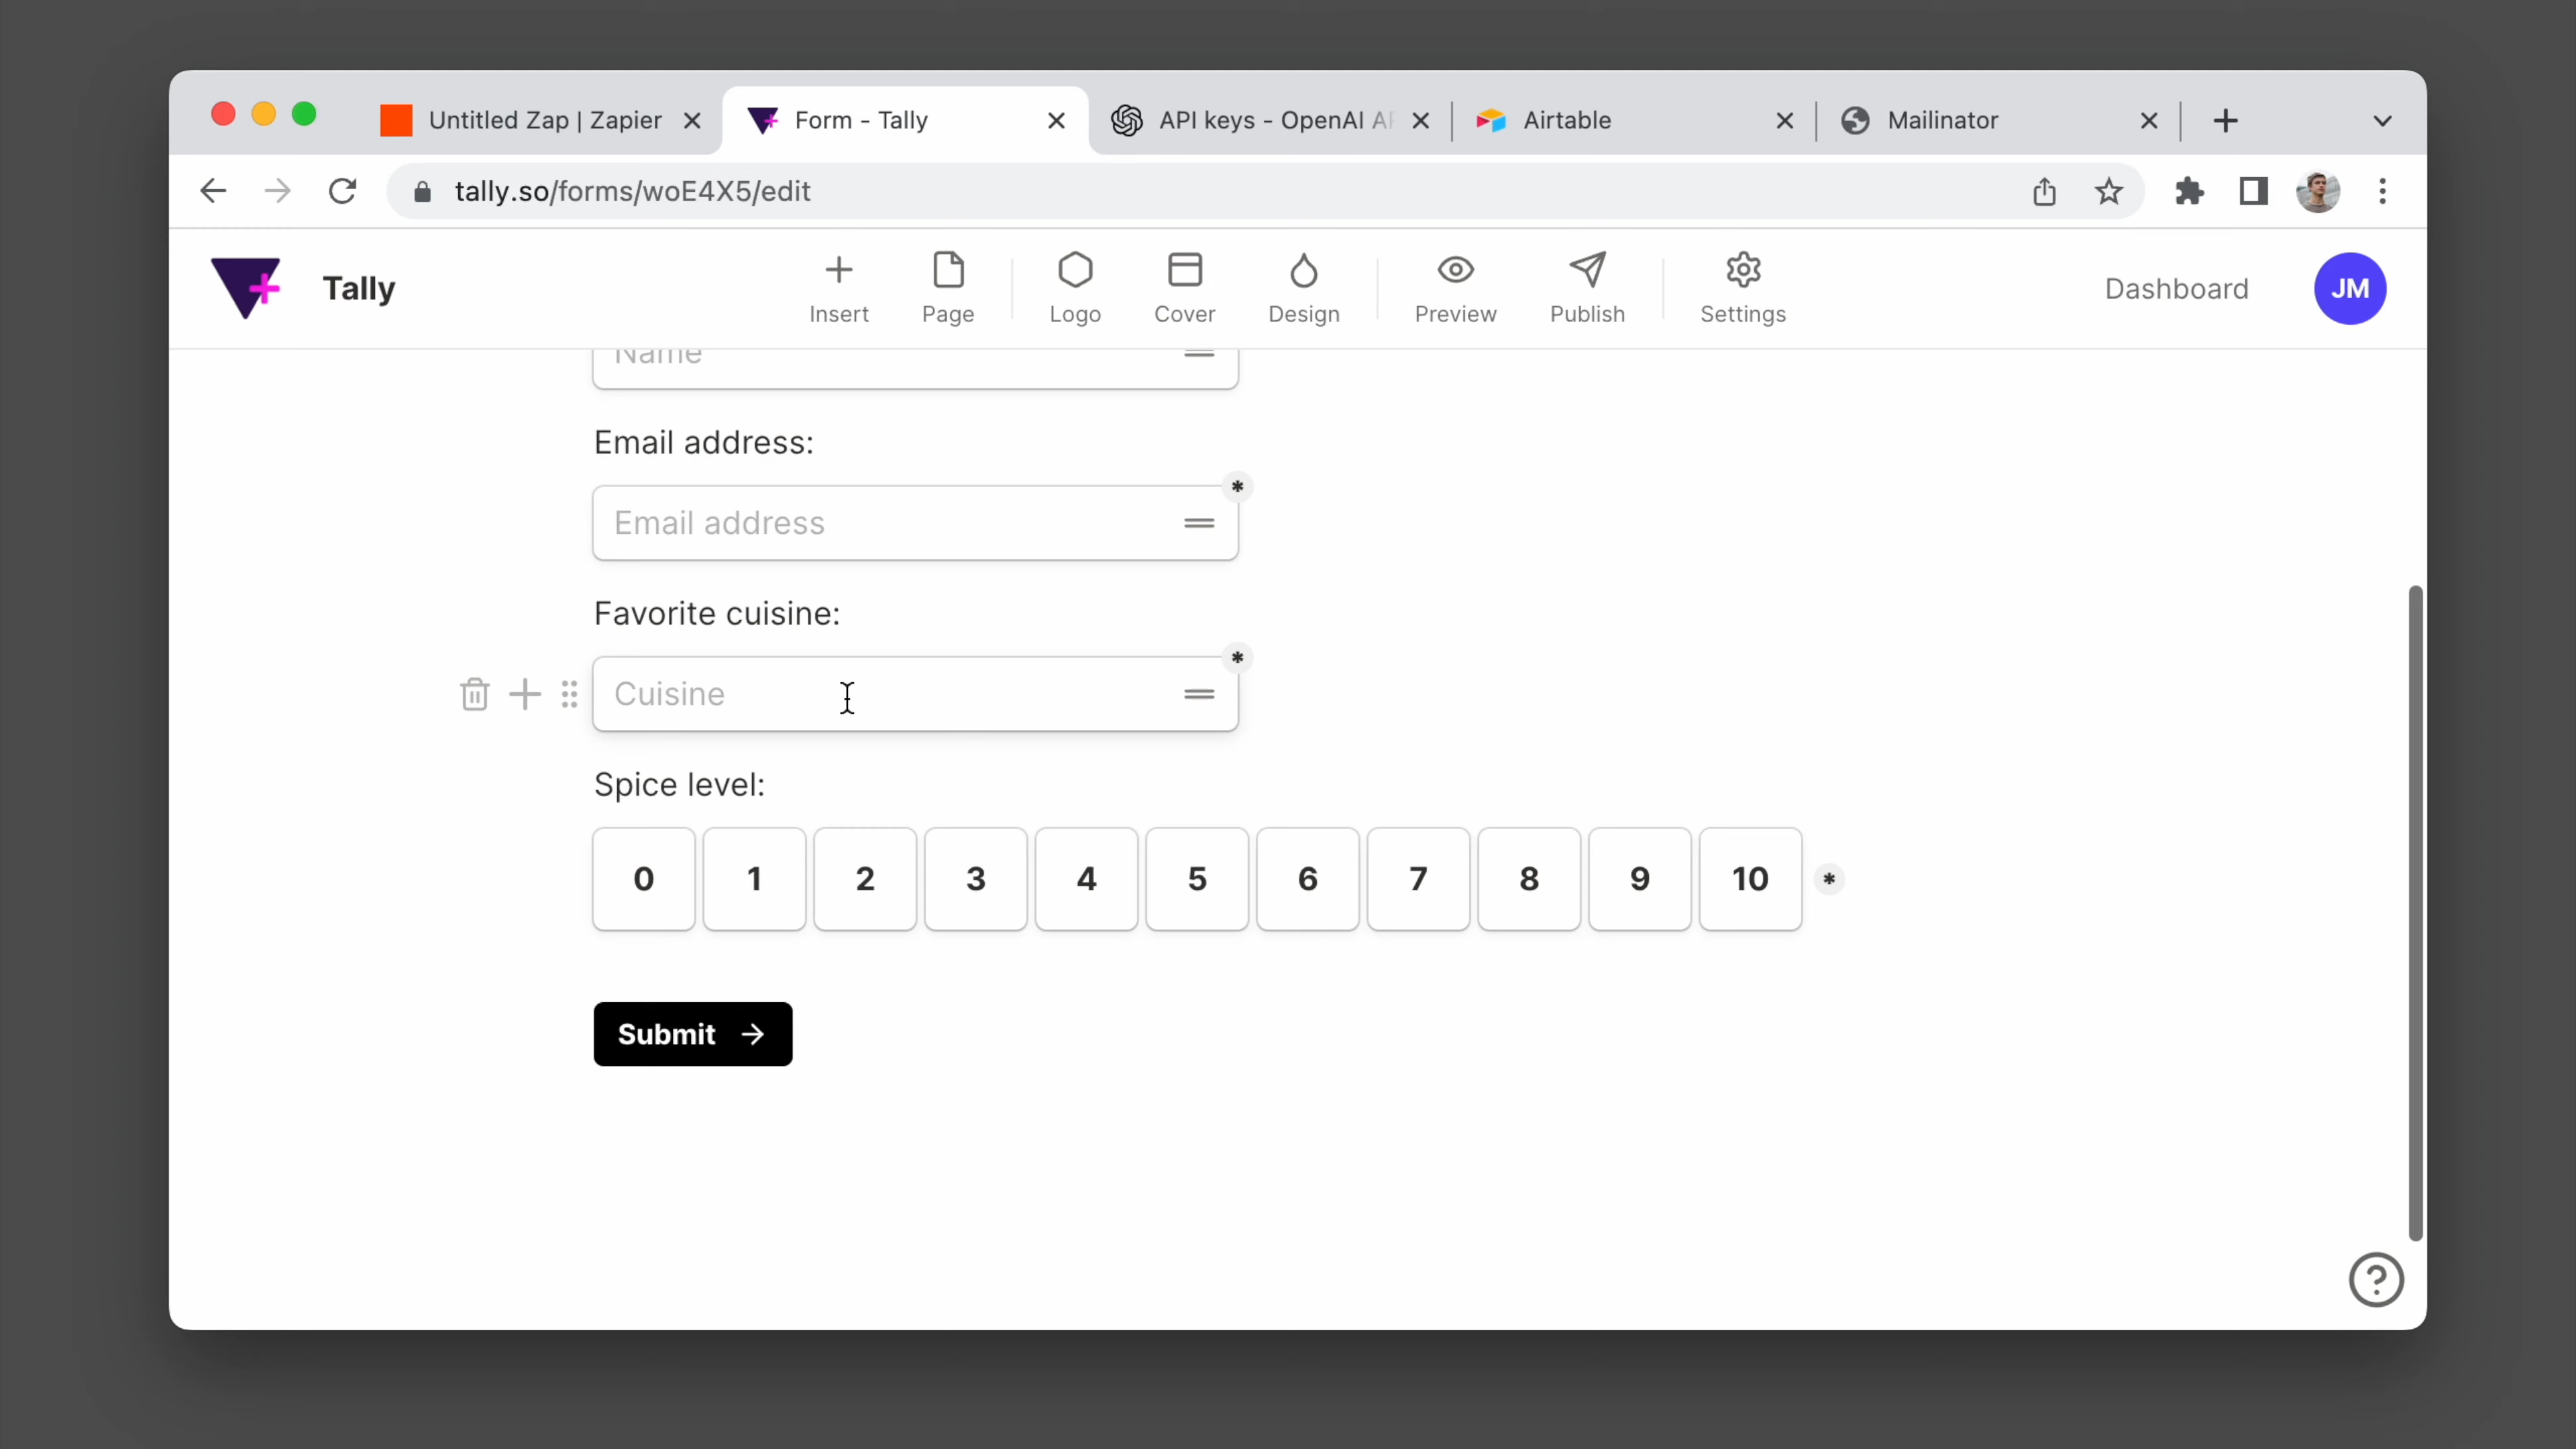 Untitled Zap | Zapier
Form - Tally
API keys - OpenAI AP
Airtable
Mailinator
tally.so/forms/woE4X5/edit
Tally
Insert
Page
Logo
Cover
Design
Preview
Publish
Settings
Dashboard
JM
Name
Email address:
*
Email address
Favorite cuisine:
*
Cuisine
Spice level:
0 1 2 3 4 5 6 7 8 9 10 *
Submit →
?